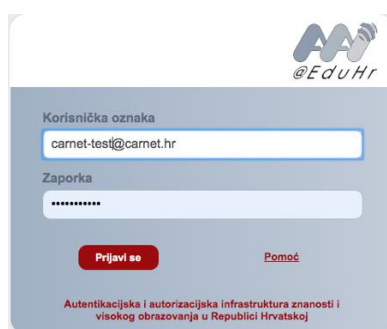 AAI
@EduHr
Korisnička oznaka
carnet-test@carnet.hr
Zaporka
•••••••••••
Prijavi se
Pomoć
Autentikacijska i autorizacijska infrastruktura znanosti i
visokog obrazovanja u Republici Hrvatskoj